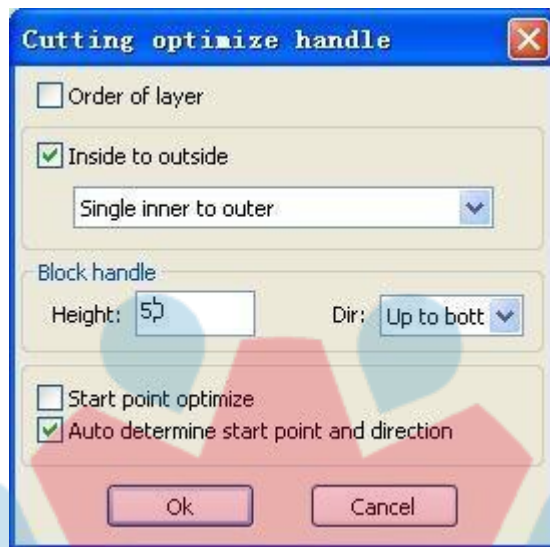 Cutting optimize handle
Order of layer
Inside to outside
Single inner to outer
Block handle
Height: Dir: Up to bott
Start point optimize
Auto determine start point and direction
Ok Cancel